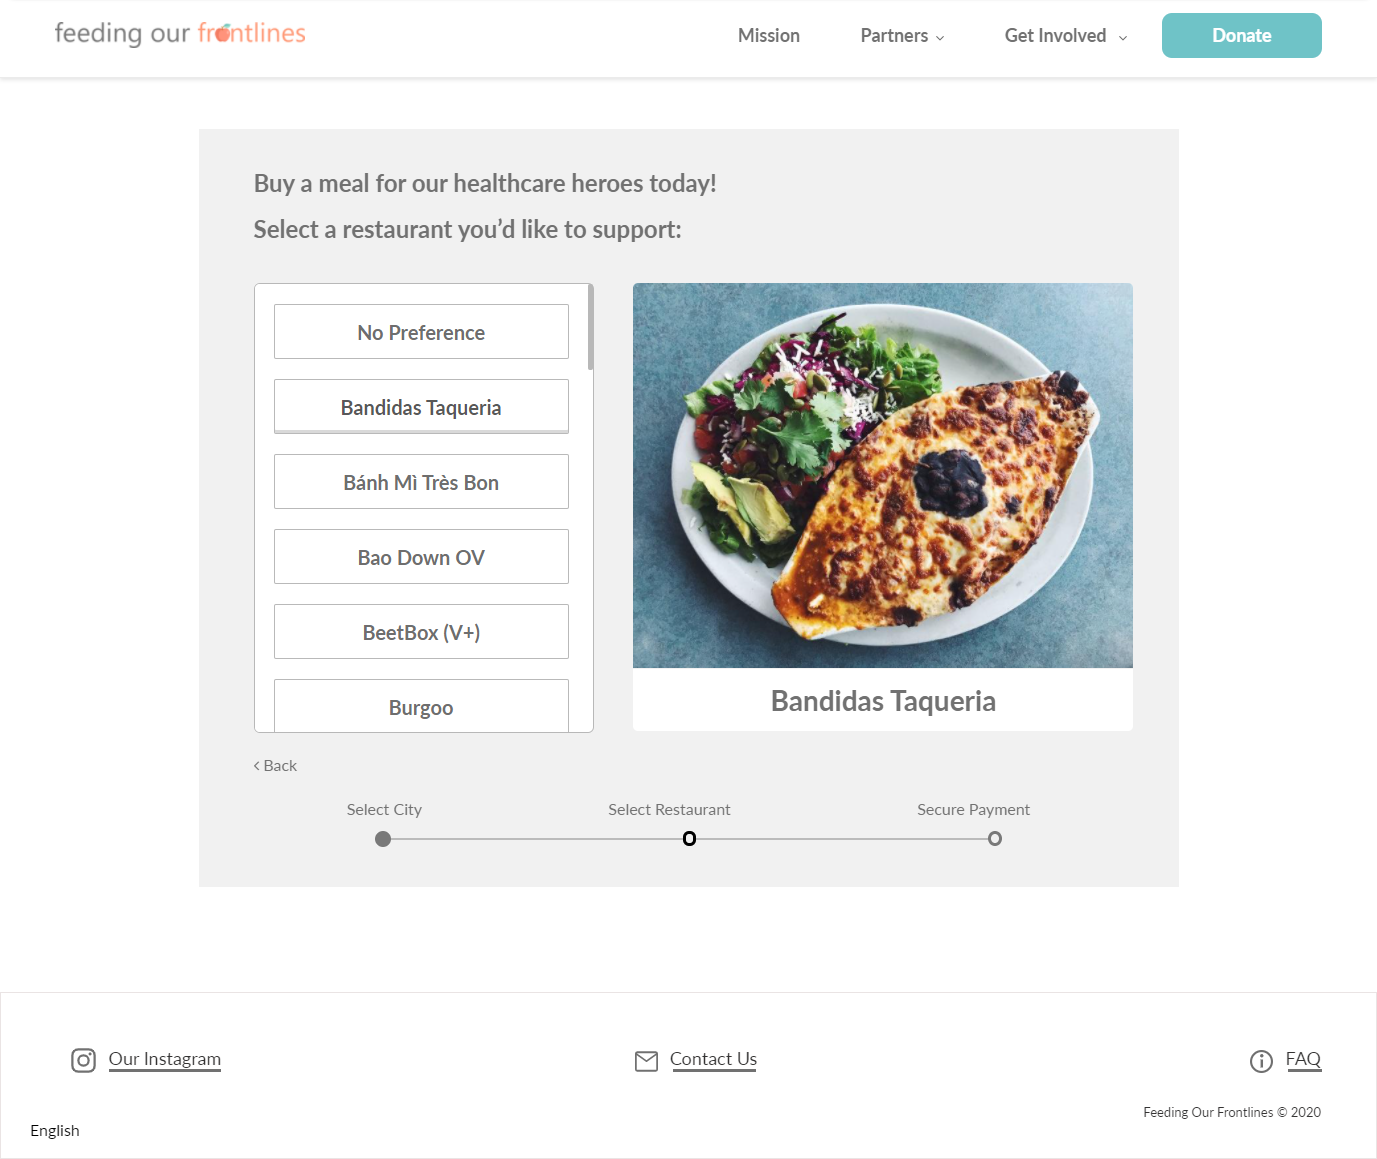 feeding our frontlines
Mission
Partners
Get Involved
Donate
Buy a meal for our healthcare heroes today!
Select a restaurant you’d like to support:
No Preference
Bandidas Taqueria
Bánh Mì Très Bon
Bao Down OV
BeetBox (V+)
Burgoo
Bandidas Taqueria
Back
Select City
Select Restaurant
Secure Payment
Our Instagram
Contact Us
FAQ
Feeding Our Frontlines © 2020
English